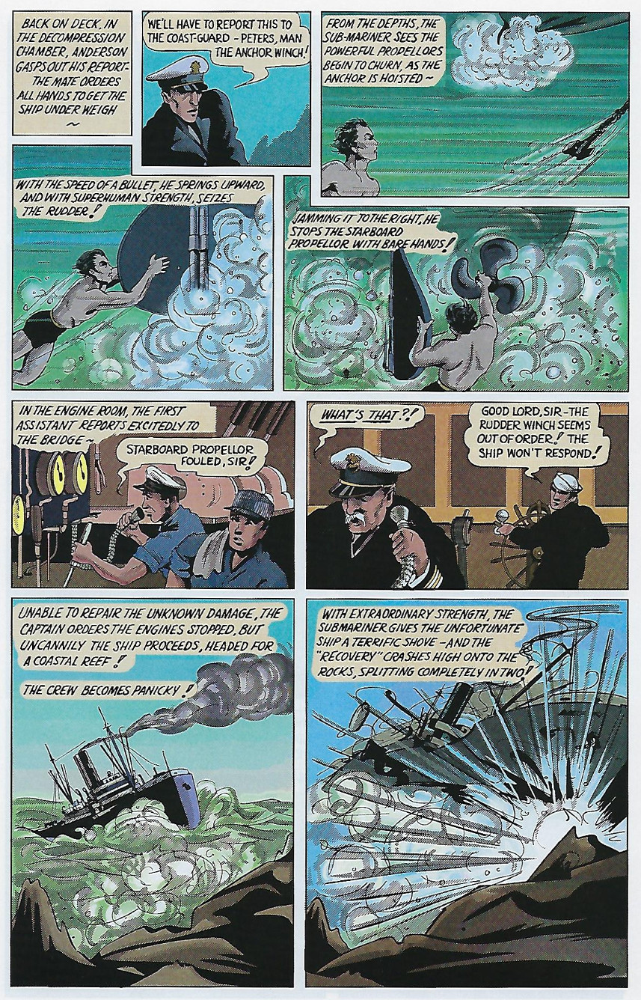 BACK ON DECK, IN
THE DECOMPRESSION
CHAMBER, ANDERSON
GASPS OUT HIS REPORT-
THE MATE ORDERS
ALL HANDS TO GET THE
SHIP UNDER WEIGH
~
WE'LL HAVE TO REPORT THIS TO
THE COAST-GUARD - PETERS, MAN
THE ANCHOR WINCH!
FROM THE DEPTHS, THE
SUB-MARINER SEES THE
POWERFUL PROPELLORS
BEGIN TO CHURN, AS THE
ANCHOR IS HOISTED ~
WITH THE SPEED OF A BULLET, HE SPRINGS UPWARD,
AND WITH SUPERHUMAN STRENGTH, SEIZES
THE RUDDER!
JAMMING IT TO THE RIGHT, HE
STOPS THE STARBOARD
PROPELLOR WITH BARE HANDS!
IN THE ENGINE ROOM, THE FIRST
ASSISTANT REPORTS EXCITEDLY TO
THE BRIDGE ~
STARBOARD PROPELLOR
FOULED, SIR!
WHAT'S THAT?!
GOOD LORD, SIR - THE
RUDDER WINCH SEEMS
OUT OF ORDER! THE
SHIP WON'T RESPOND!
UNABLE TO REPAIR THE UNKNOWN DAMAGE, THE
CAPTAIN ORDERS THE ENGINES STOPPED, BUT
UNCANNILY THE SHIP PROCEEDS, HEADED FOR
A COASTAL REEF!
THE CREW BECOMES PANICKY!
WITH EXTRAORDINARY STRENGTH, THE
SUBMARINER GIVES THE UNFORTUNATE
SHIP A TERRIFIC SHOVE - AND THE
"RECOVERY" CRASHES HIGH ONTO THE
ROCKS, SPLITTING COMPLETELY IN TWO!